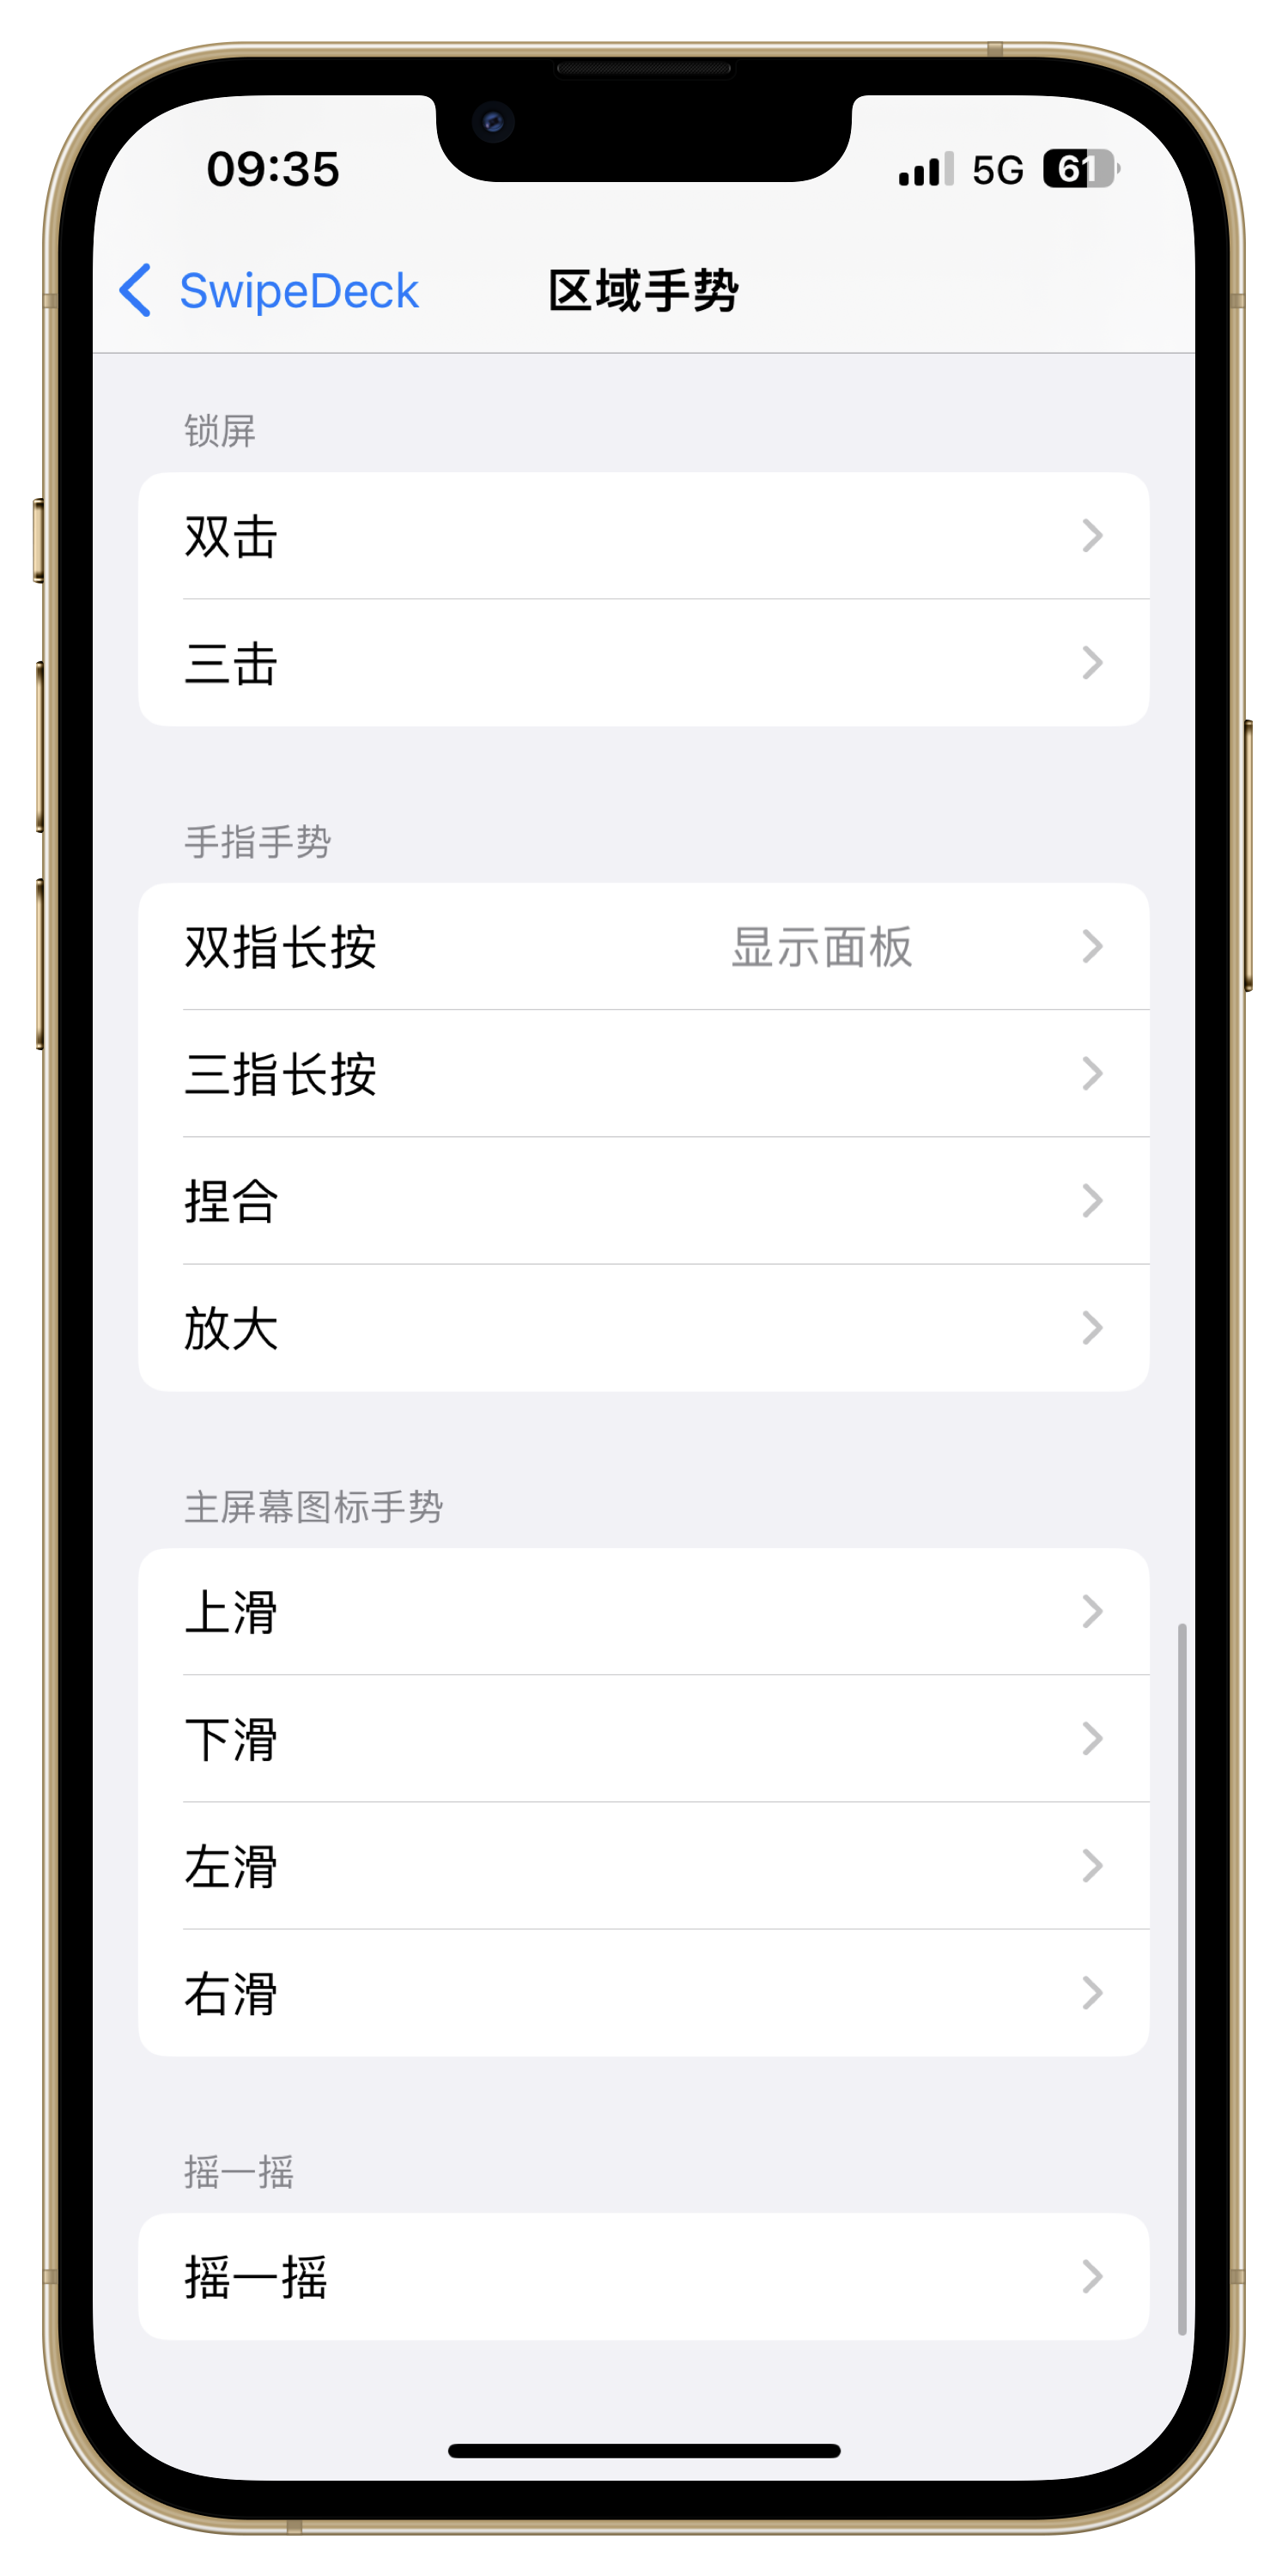 09:35 5G 61
SwipeDeck 区域手势
锁屏
双击
三击
手指手势
双指长按 显示面板
三指长按
捏合
放大
主屏幕图标手势
上滑
下滑
左滑
右滑
摇一摇
摇一摇